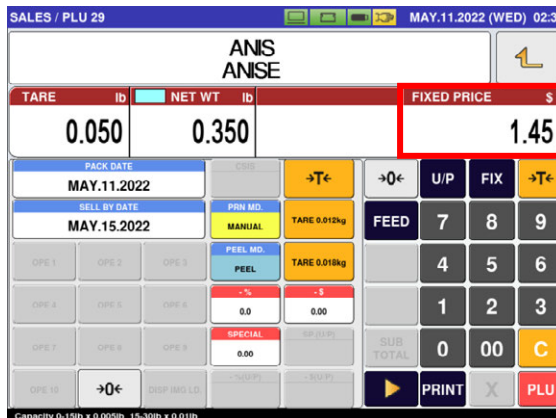 SALES / PLU 29
MAY.11.2022 (WED) 02:3
ANIS
ANISE
TARE lb NET WT lb FIXED PRICE $
0.050 0.350 1.45
PACK DATE
MAY.11.2022
CSIS
→T← →0← U/P FIX →T←
SELL BY DATE
MAY.15.2022
PRN MD.
MANUAL
TARE 0.012kg
FEED 7 8 9
OPE 1 OPE 2 OPE 3
PEEL MD.
PEEL
TARE 0.018kg
4 5 6
OPE 4 OPE 5 OPE 6
- %
0.0
- $
0.00
1 2 3
OPE 7 OPE 8 OPE 9
SPECIAL
0.00
SP.(U/P)
SUB
TOTAL
0 00 C
OPE 10 →0← DISP IMG LD. - %(U/P) - $(U/P)
PRINT X PLU
Capacity 0-15lb x 0.005lb 15-30lb x 0.01lb